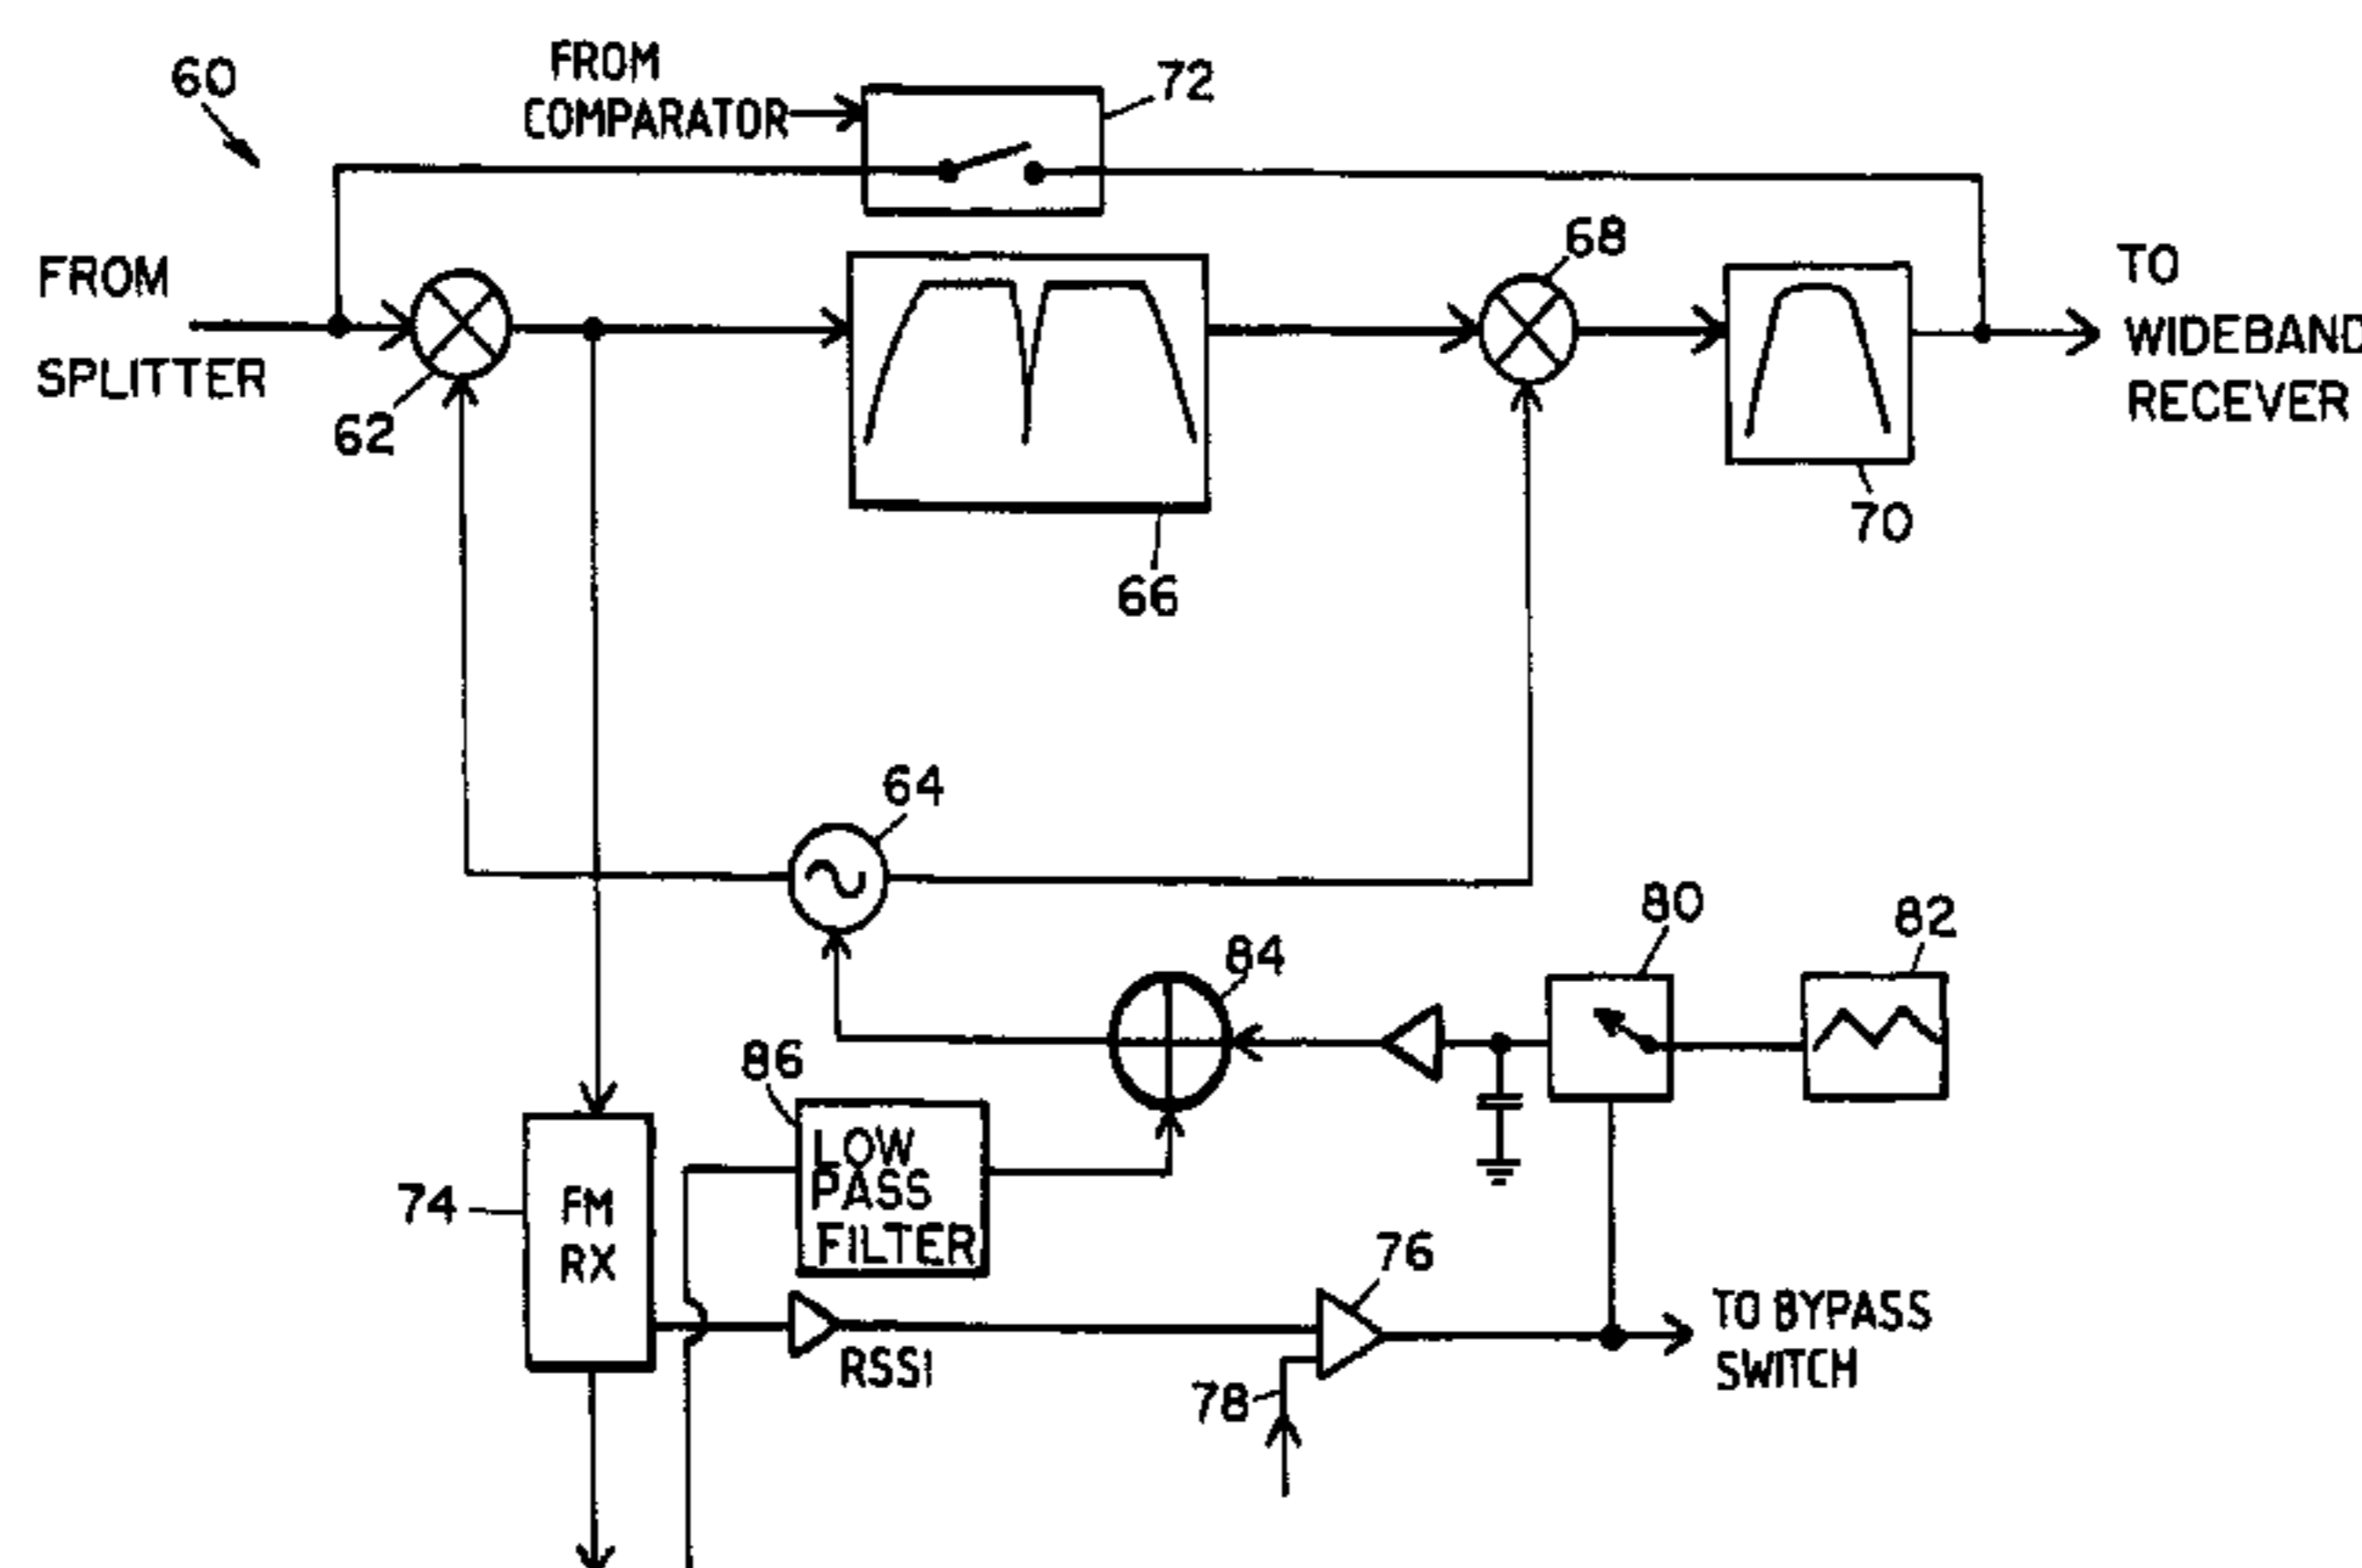 60
FROM
COMPARATOR
72
FROM
SPLITTER
62
68
TO
WIDEBAND
RECEVER
66
70
64
80
82
84
86
LOW
PASS
FILTER
74
FM
RX
RSSI
76
78
TO BYPASS
SWITCH